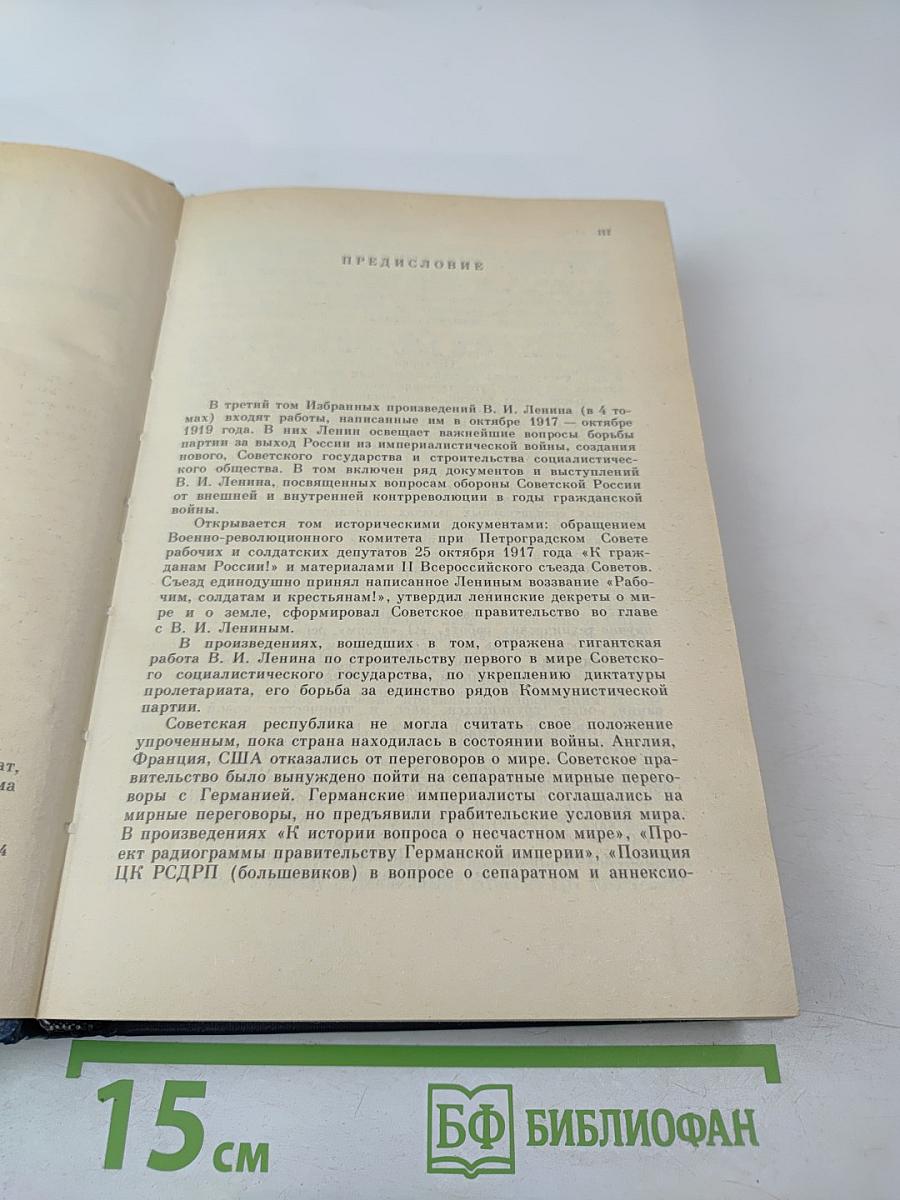 ат,
ма
4
III
ПРЕДИСЛОВИЕ
В третий том Избранных произведений В. И. Ленина (в 4 то-
мах) входят работы, написанные им в октябре 1917 — октябре
1919 года. В них Ленин освещает важнейшие вопросы борьбы
партии за выход России из империалистической войны, создания
нового, Советского государства и строительства социалистичес-
кого общества. В том включен ряд документов и выступлений
В. И. Ленина, посвященных вопросам обороны Советской России
от внешней и внутренней контрреволюции в годы гражданской
войны.
Открывается том историческими документами: обращением
Военно-революционного комитета при Петроградском Совете
рабочих и солдатских депутатов 25 октября 1917 года «К граж-
данам России!» и материалами II Всероссийского съезда Советов.
Съезд единодушно принял написанное Лениным воззвание «Рабо-
чим, солдатам и крестьянам!», утвердил ленинские декреты о ми-
ре и о земле, сформировал Советское правительство во главе
с В. И. Лениным.
В произведениях, вошедших в том, отражена гигантская
работа В. И. Ленина по строительству первого в мире Советско-
го социалистического государства, по укреплению диктатуры
пролетариата, его борьба за единство рядов Коммунистической
партии.
Советская республика не могла считать свое положение
упроченным, пока страна находилась в состоянии войны. Англия,
Франция, США отказались от переговоров о мире. Советское пра-
вительство было вынуждено пойти на сепаратные мирные перего-
воры с Германией. Германские империалисты соглашались на
мирные переговоры, но предъявили грабительские условия мира.
В произведениях «К истории вопроса о несчастном мире», «Про-
ект радиограммы правительству Германской империи», «Позиция
ЦК РСДРП (большевиков) в вопросе о сепаратном и аннексио-
15 см
БФ БИБЛИОФАН